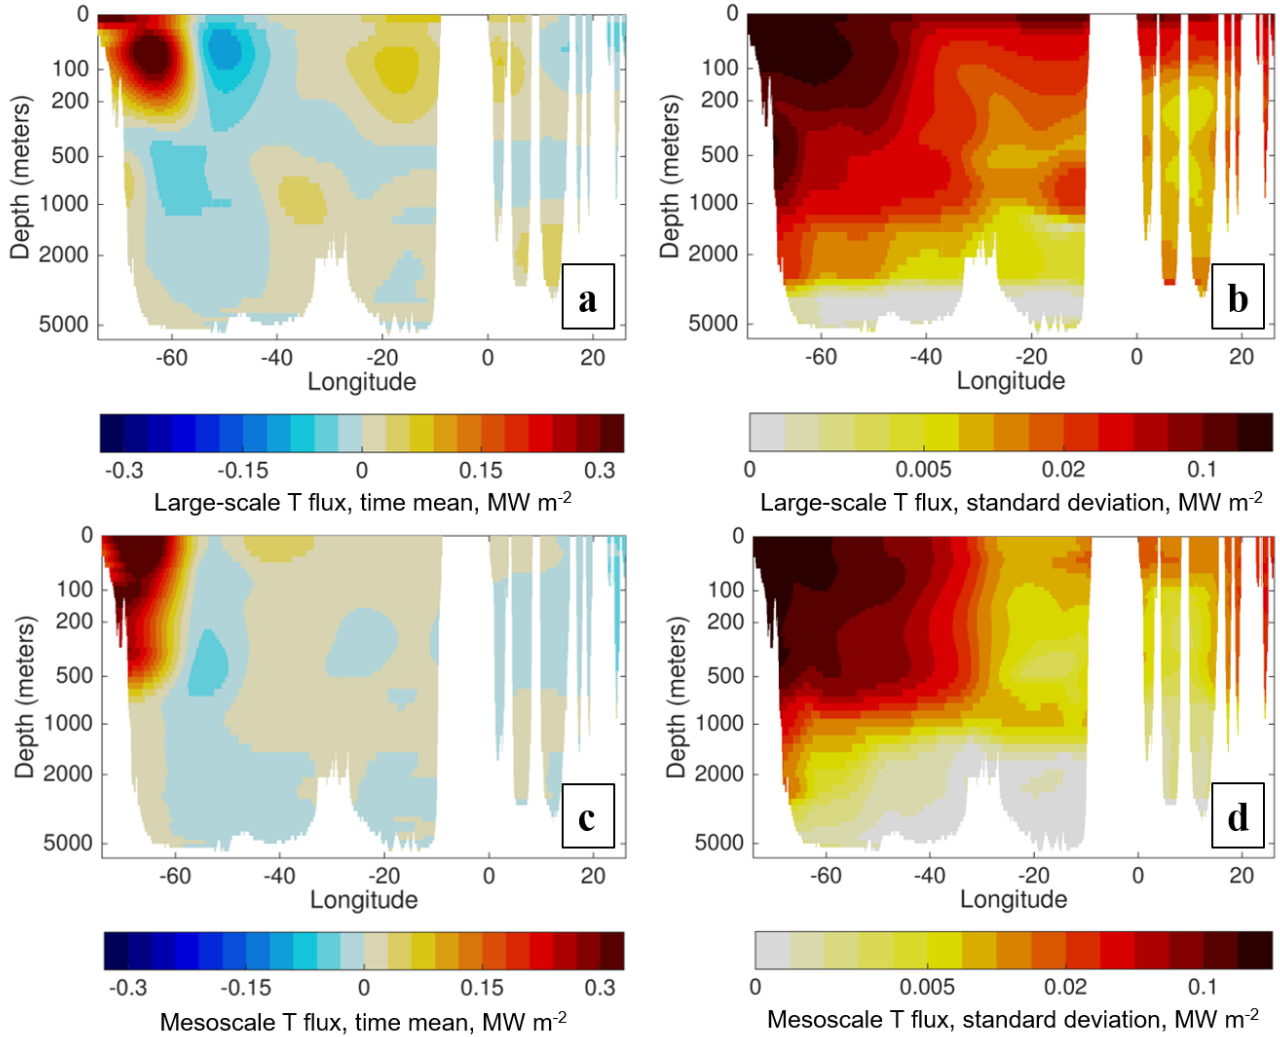 0
100
200
500
1000
2000
5000
Depth (meters)
a
-60 -40 -20 0 20
Longitude
-0.3 -0.15 0 0.15 0.3
Large-scale T flux, time mean, MW m-2
0
100
200
500
1000
2000
5000
Depth (meters)
b
-60 -40 -20 0 20
Longitude
0 0.005 0.02 0.1
Large-scale T flux, standard deviation, MW m-2
0
100
200
500
1000
2000
5000
Depth (meters)
c
-60 -40 -20 0 20
Longitude
-0.3 -0.15 0 0.15 0.3
Mesoscale T flux, time mean, MW m-2
0
100
200
500
1000
2000
5000
Depth (meters)
d
-60 -40 -20 0 20
Longitude
0 0.005 0.02 0.1
Mesoscale T flux, standard deviation, MW m-2